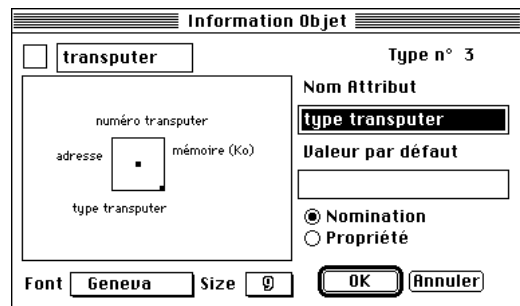 Information Objet
transputer
Type n° 3
numéro transputer
adresse
mémoire (Ko)
type transputer
Nom Attribut
type transputer
Valeur par défaut
Nomination
Propriété
Font Geneva Size 9 OK Annuler